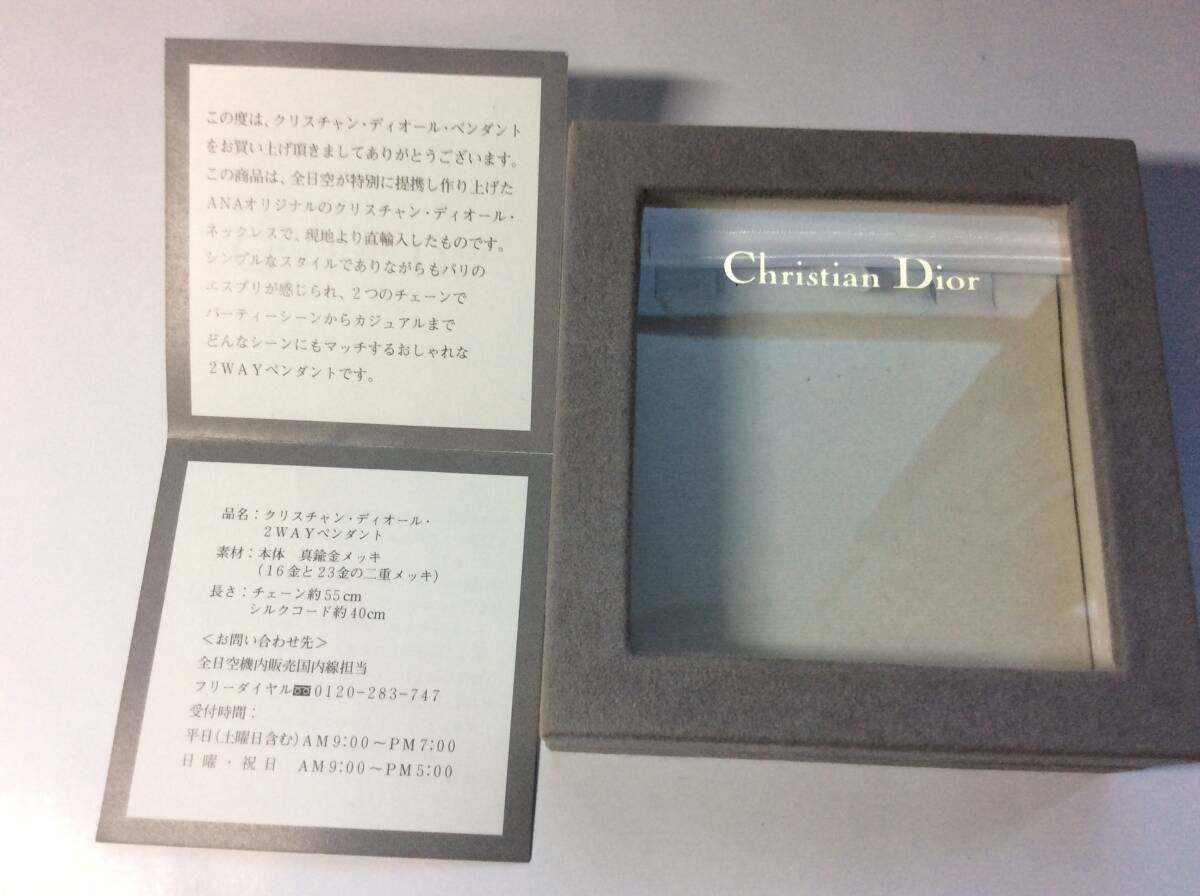 この度は、クリスチャン・ディオール・ペンダント
をお買い上げ頂きましてありがとうございます。
この商品は、全日空が特別に提携し作り上げた
ANAオリジナルのクリスチャン・ディオール・
ネックレスで、現地より直輸入したものです。
シンプルなスタイルでありながらもパリの
エスプリが感じられ、2つのチェーンで
パーティーシーンからカジュアルまで
どんなシーンにもマッチするおしゃれな
2WAYペンダントです。
品名：クリスチャン・ディオール・
2WAYペンダント
素材：本体 真鍮金メッキ
（16金と23金の二重メッキ）
長さ：チェーン約55cm
シルクコード約40cm
＜お問い合わせ先＞
全日空機内販売国内線担当
フリーダイヤル 0120-283-747
受付時間：
平日(土曜日含む)AM9:00～PM7:00
日曜・祝日 AM9:00～PM5:00
Christian Dior